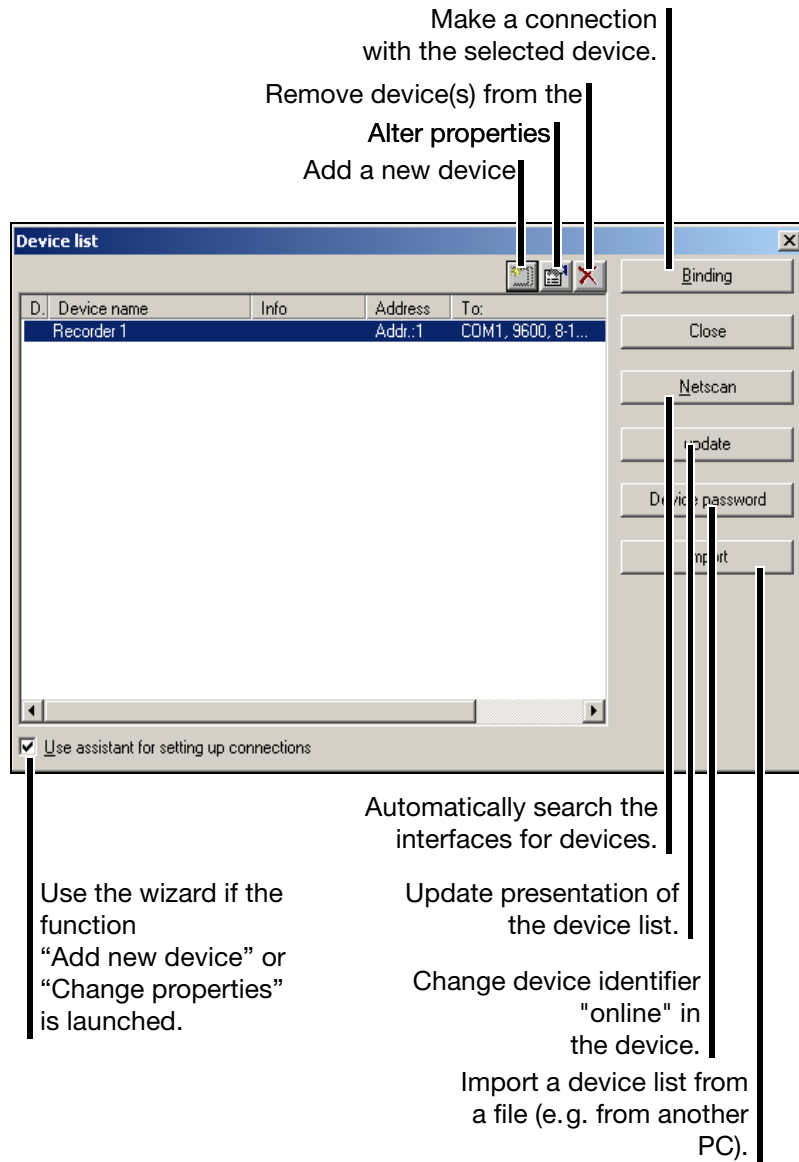 Make a connection
with the selected device.
Remove device(s) from the
Alter properties
Add a new device
Device list
Binding
D. Device name Info Address To:
Recorder 1 Addr.:1 COM1, 9600, 8-1...
Close
Netscan
update
Device password
Import
Use assistant for setting up connections
Automatically search the
interfaces for devices.
Use the wizard if the
function
“Add new device” or
“Change properties”
is launched.
Update presentation of
the device list.
Change device identifier
"online" in
the device.
Import a device list from
a file (e. g. from another
PC).